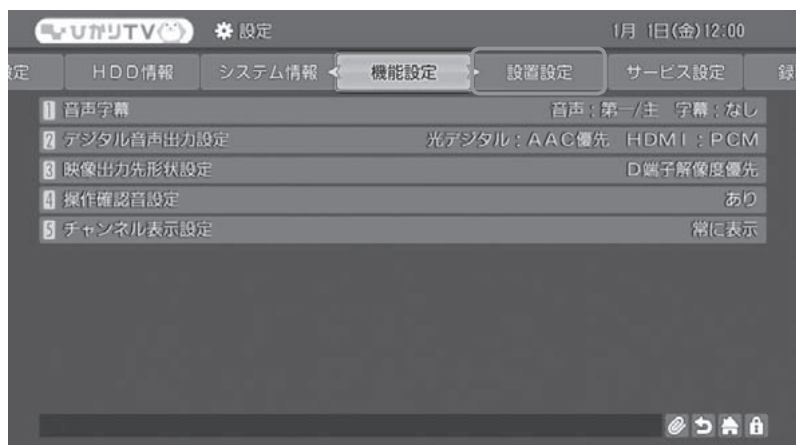 ひかりTV 設定 1月 1日(金)12:00
定 HDD情報 システム情報 機能設定 設置設定 サービス設定 録
1 音声字幕 音声:第一/主 字幕:なし
2 デジタル音声出力設定 光デジタル:AAC優先 HDMI:PCM
3 映像出力先形状設定 D端子解像度優先
4 操作確認音設定 あり
5 チャンネル表示設定 常に表示